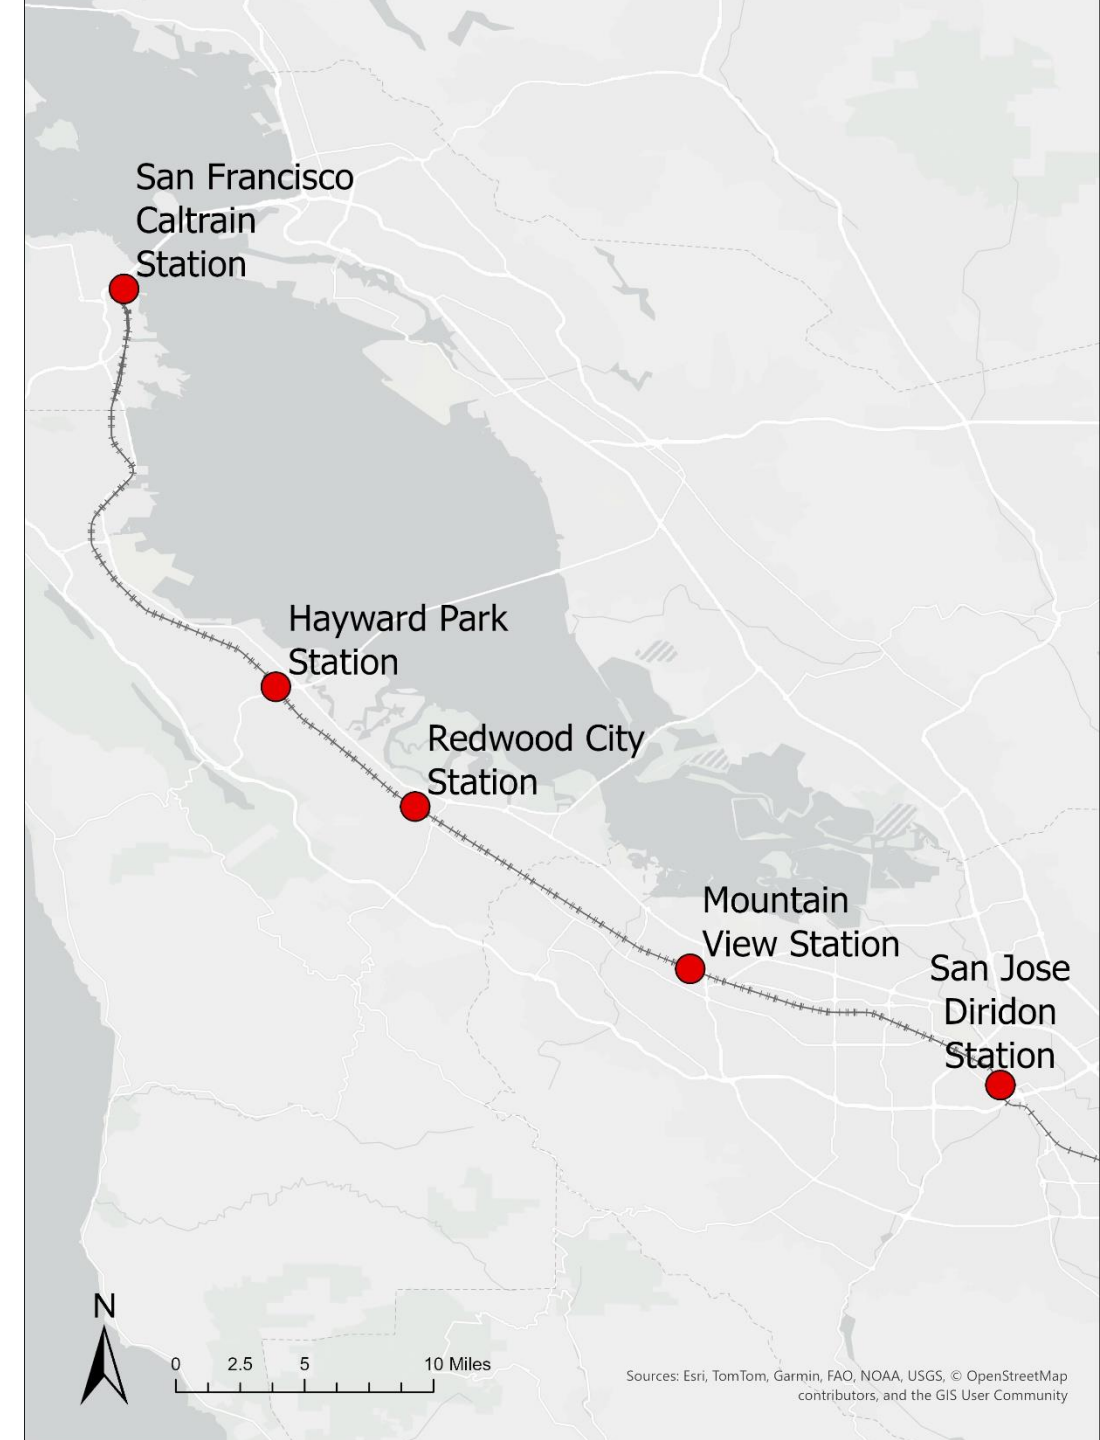 San Francisco
Caltrain
Station
Hayward Park
Station
Redwood City
Station
Mountain
View Station
San Jose
Diridon
Station
N
0 2.5 5 10 Miles
Sources: Esri, TomTom, Garmin, FAO, NOAA, USGS, © OpenStreetMap
contributors, and the GIS User Community